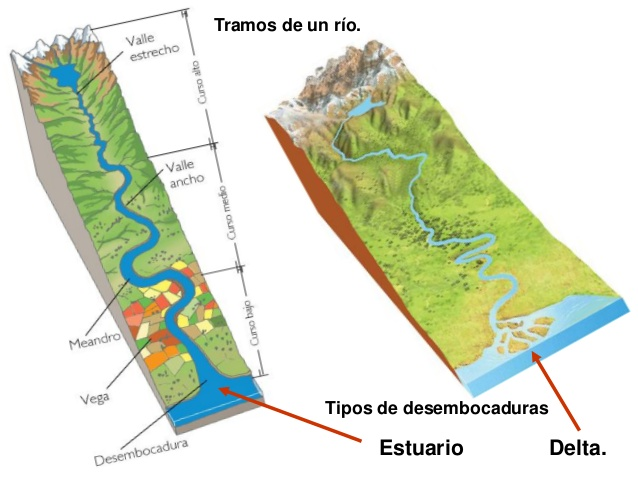 Tramos de un río.
Valle
estrecho
Curso alto
Valle
ancho
Curso medio
Meandro
Curso bajo
Vega
Desembocadura
Tipos de desembocaduras
Estuario
Delta.